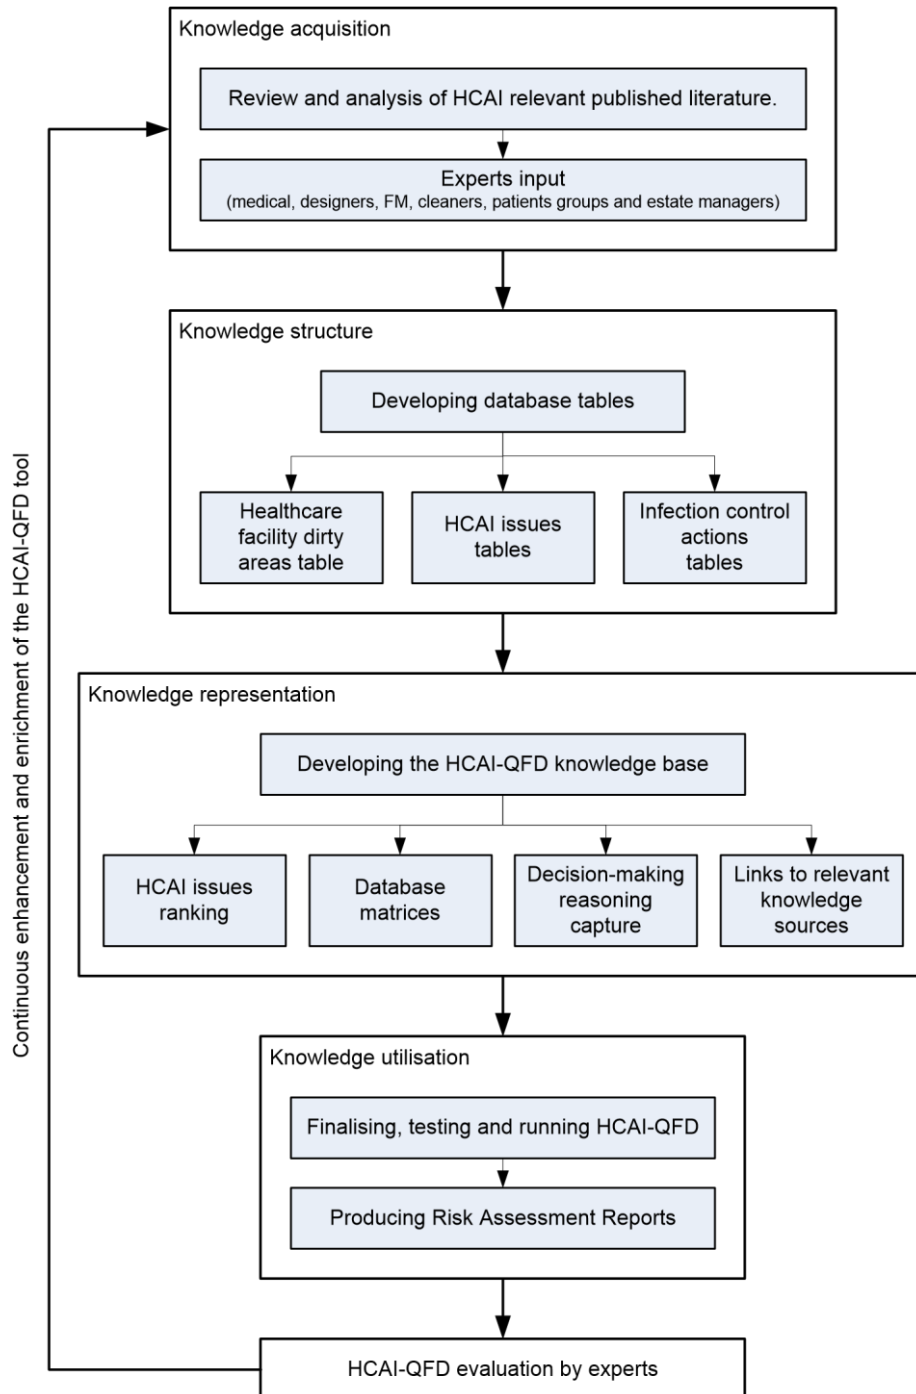 Knowledge acquisition
Review and analysis of HCAI relevant published literature.
Experts input
(medical, designers, FM, cleaners, patients groups and estate managers)
Knowledge structure
Developing database tables
Healthcare
facility dirty
areas table
HCAI issues
tables
Infection control
actions
tables
Knowledge representation
Developing the HCAI-QFD knowledge base
HCAI issues
ranking
Database
matrices
Decision-making
reasoning
capture
Links to relevant
knowledge
sources
Knowledge utilisation
Finalising, testing and running HCAI-QFD
Producing Risk Assessment Reports
HCAI-QFD evaluation by experts
Continuous enhancement and enrichment of the HCAI-QFD tool